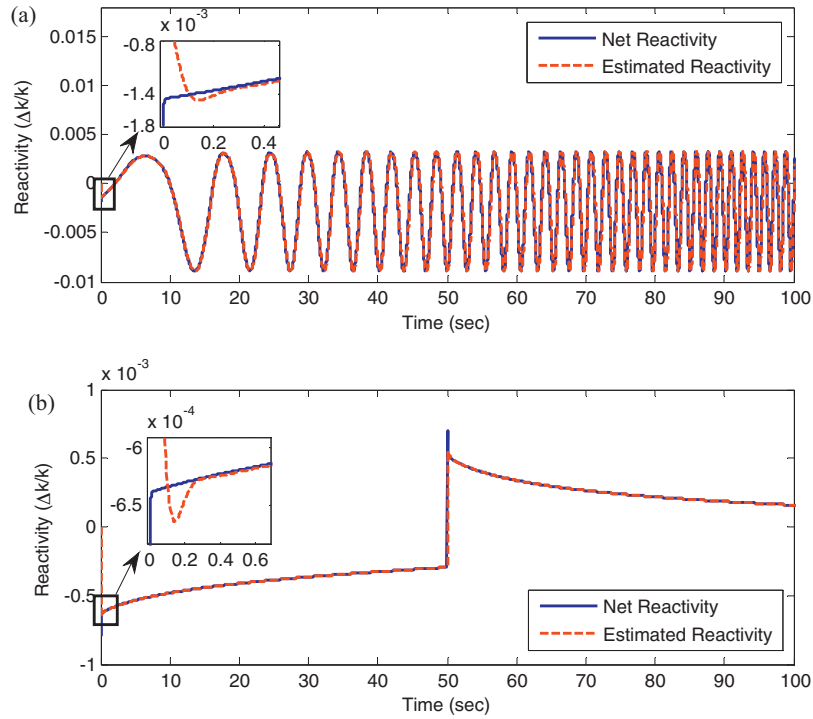 (a)
x 10^-3
-0.8
-1.4
-1.8
0 0.2 0.4
Net Reactivity
Estimated Reactivity
0.015
0.01
0.005
0
-0.005
-0.01
Reactivity (Δk/k)
0 10 20 30 40 50 60 70 80 90 100
Time (sec)
(b)
x 10^-3
1
0.5
0
-0.5
-1
Reactivity (Δk/k)
x 10^-4
-6
-6.5
0 0.2 0.4 0.6
Net Reactivity
Estimated Reactivity
0 10 20 30 40 50 60 70 80 90 100
Time (sec)